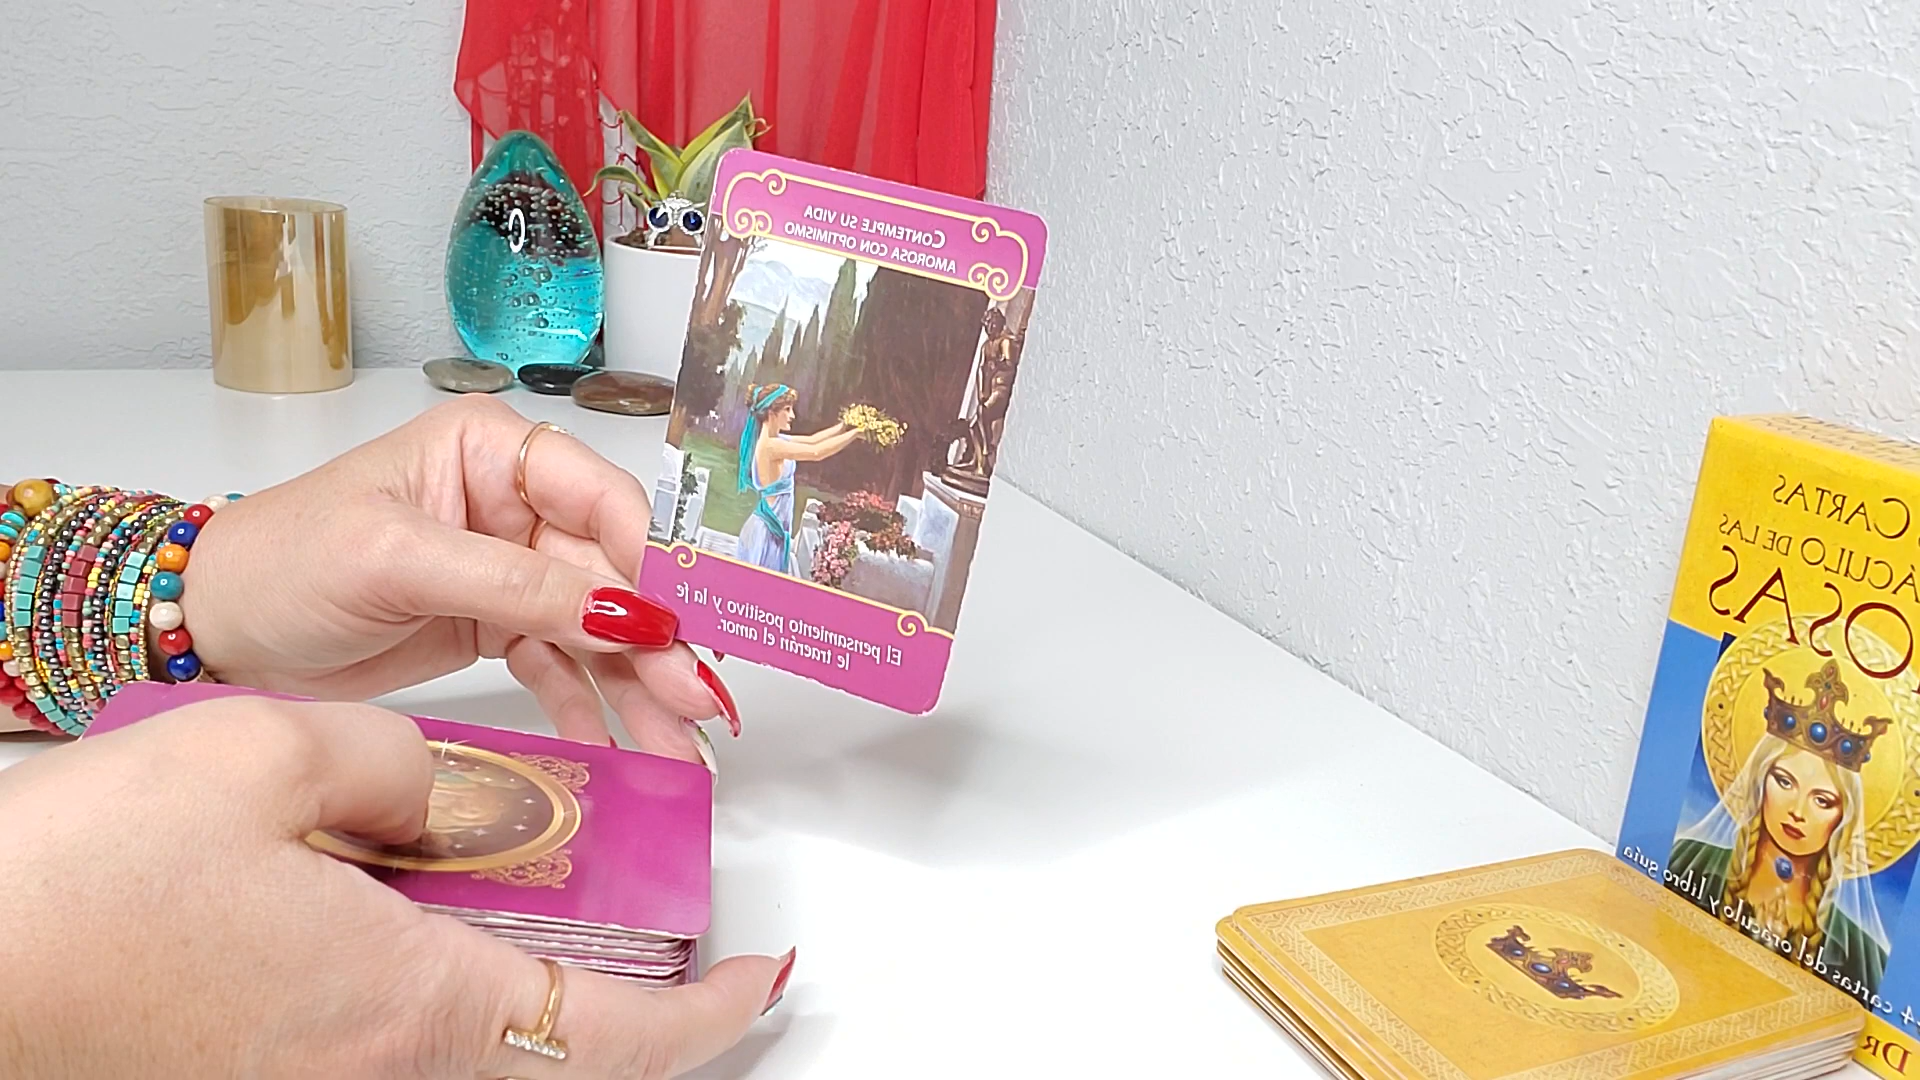 CONTEMPLE SU VIDA
AMOROSA CON OPTIMISMO
El pensamiento positivo y la fe
le traerán el amor.
CARTAS
DE LAS
cartas del oráculo y libro guía
DR